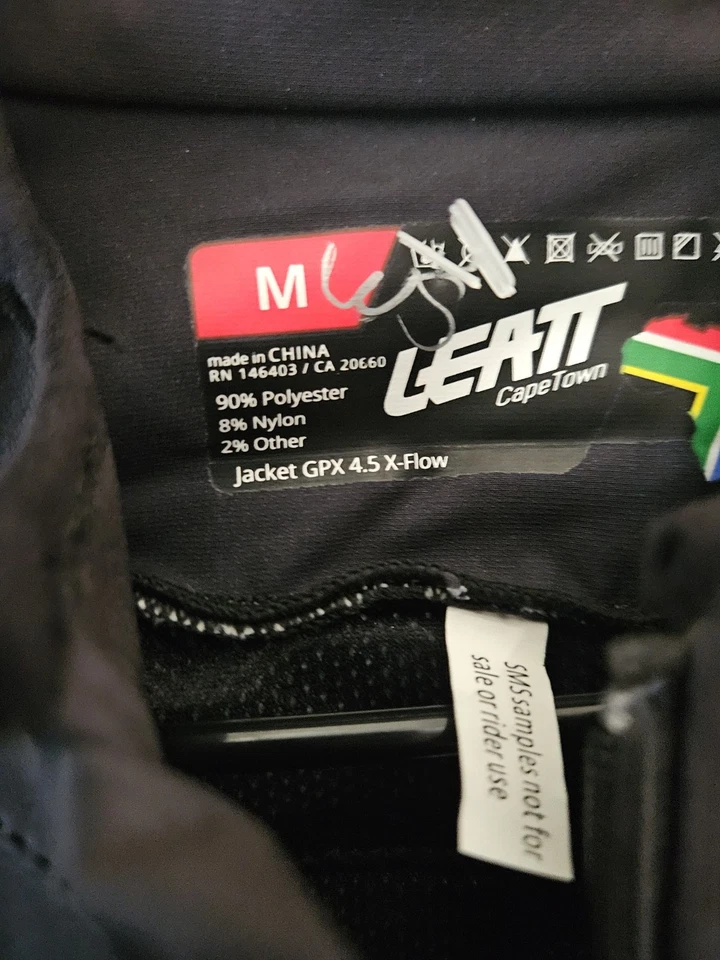 M
made in CHINA
RN 146403 / CA 20660
90% Polyester
8% Nylon
2% Other
Jacket GPX 4.5 X-Flow
LEATT
CapeTown
SMS samples not for
sale or rider use